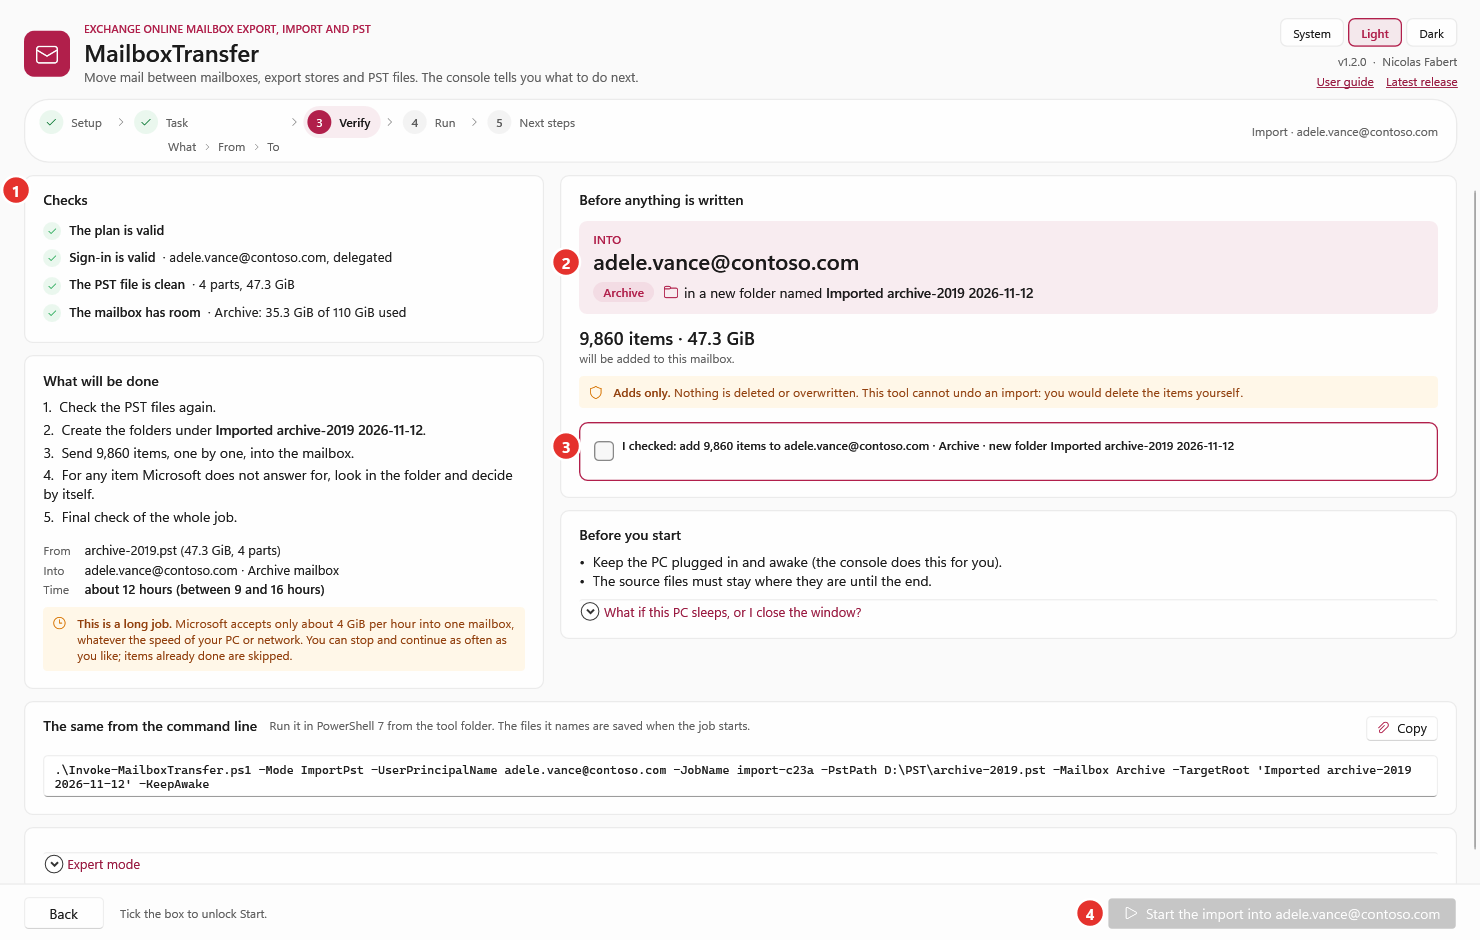 EXCHANGE ONLINE MAILBOX EXPORT, IMPORT AND PST
MailboxTransfer
Move mail between mailboxes, export stores and PST files. The console tells you what to do next.
System
Light
Dark
v1.2.0 · Nicolas Fabert
User guide
Latest release
Setup
Task
3 Verify
4 Run
5 Next steps
What
From
To
Import · adele.vance@contoso.com
1
Checks
The plan is valid
Sign-in is valid · adele.vance@contoso.com, delegated
The PST file is clean · 4 parts, 47.3 GiB
The mailbox has room · Archive: 35.3 GiB of 110 GiB used
What will be done
1. Check the PST files again.
2. Create the folders under Imported archive-2019 2026-11-12.
3. Send 9,860 items, one by one, into the mailbox.
4. For any item Microsoft does not answer for, look in the folder and decide
by itself.
5. Final check of the whole job.
From archive-2019.pst (47.3 GiB, 4 parts)
Into adele.vance@contoso.com · Archive mailbox
Time about 12 hours (between 9 and 16 hours)
This is a long job. Microsoft accepts only about 4 GiB per hour into one mailbox,
whatever the speed of your PC or network. You can stop and continue as often as
you like; items already done are skipped.
Before anything is written
2
INTO
adele.vance@contoso.com
Archive in a new folder named Imported archive-2019 2026-11-12
9,860 items · 47.3 GiB
will be added to this mailbox.
Adds only. Nothing is deleted or overwritten. This tool cannot undo an import: you would delete the items yourself.
3
I checked: add 9,860 items to adele.vance@contoso.com · Archive · new folder Imported archive-2019 2026-11-12
Before you start
• Keep the PC plugged in and awake (the console does this for you).
• The source files must stay where they are until the end.
What if this PC sleeps, or I close the window?
The same from the command line Run it in PowerShell 7 from the tool folder. The files it names are saved when the job starts.
Copy
.\Invoke-MailboxTransfer.ps1 -Mode ImportPst -UserPrincipalName adele.vance@contoso.com -JobName import-c23a -PstPath D:\PST\archive-2019.pst -Mailbox Archive -TargetRoot 'Imported archive-2019
2026-11-12' -KeepAwake
Expert mode
Back
Tick the box to unlock Start.
4
Start the import into adele.vance@contoso.com